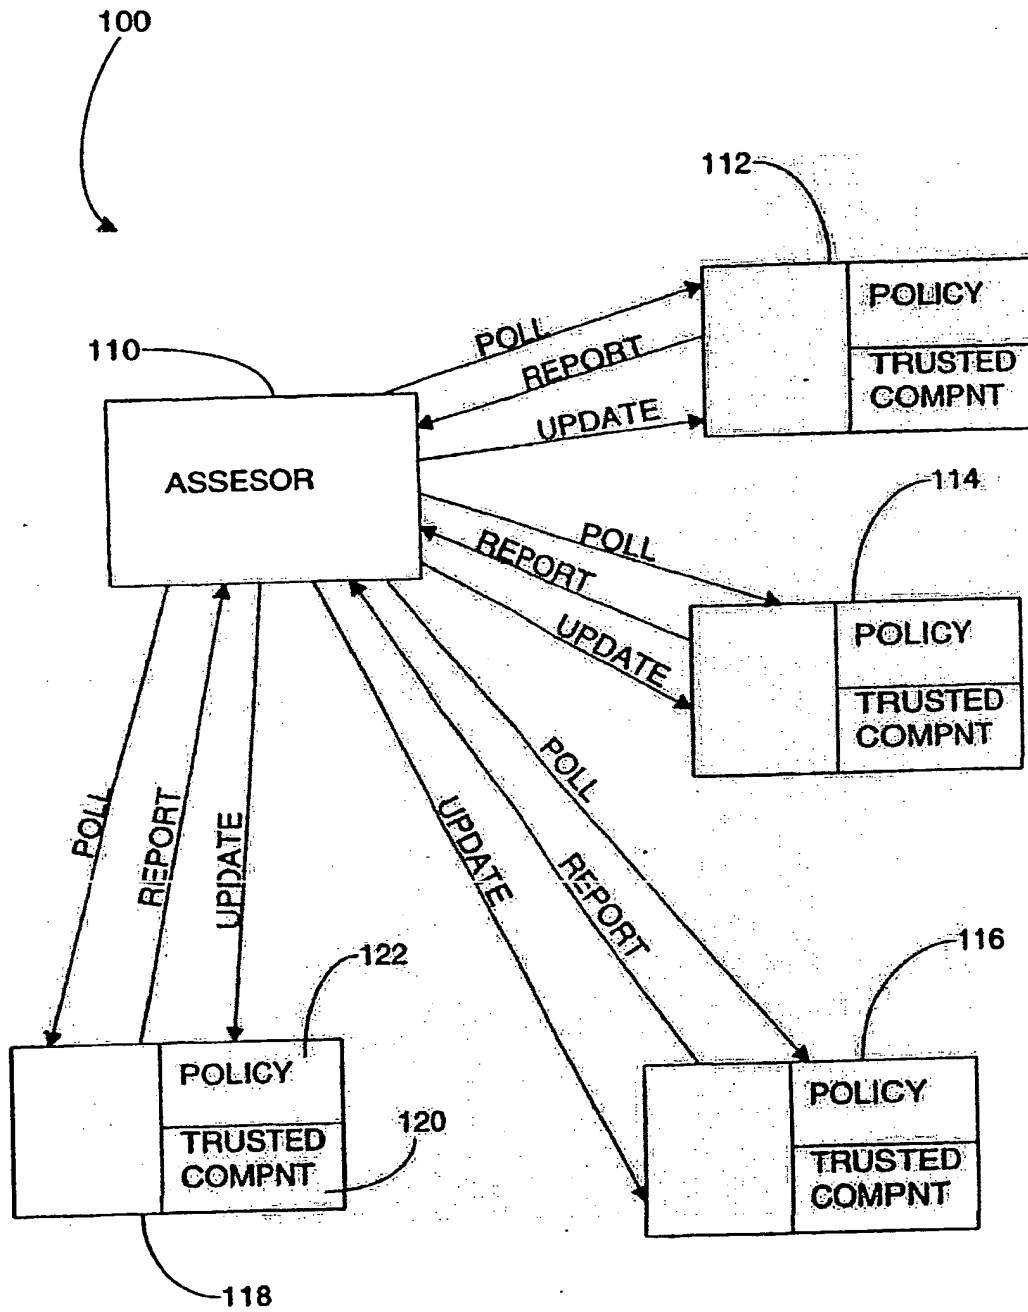 100
112
POLICY
TRUSTED
COMPNT
110
POLL
REPORT
UPDATE
ASSESOR
114
POLL
REPORT
UPDATE
POLICY
TRUSTED
COMPNT
POLL
REPORT
UPDATE
UPDATE
REPORT
POLL
122
POLICY
120
TRUSTED
COMPNT
118
116
POLICY
TRUSTED
COMPNT